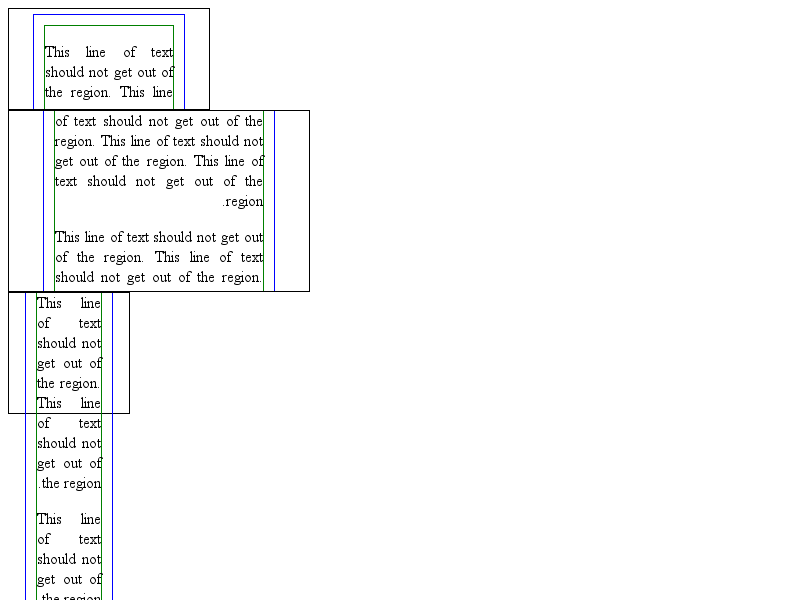 This line of text
should not get out of
the region. This line
of text should not get out of the
region. This line of text should not
get out of the region. This line of
text should not get out of the
.region
This line of text should not get out
of the region. This line of text
should not get out of the region.
This line
of text
should not
get out of
the region.
This line
of text
should not
get out of
.the region
This line
of text
should not
get out of
.the region